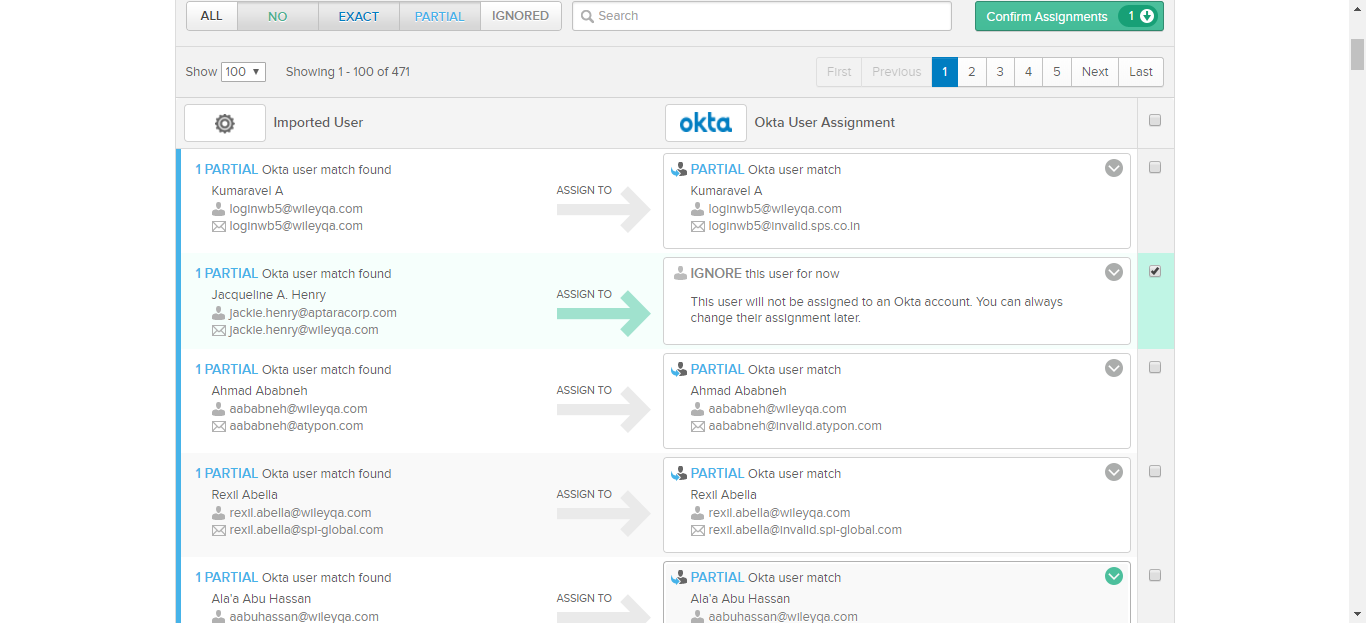 ALL NO EXACT PARTIAL IGNORED Search Confirm Assignments 1
Show 100 Showing 1 - 100 of 471 First Previous 1 2 3 4 5 Next Last
Imported User okta Okta User Assignment
1 PARTIAL Okta user match found PARTIAL Okta user match
Kumaravel A ASSIGN TO Kumaravel A
loginwb5@wileyqa.com loginwb5@wileyqa.com
loginwb5@wileyqa.com loginwb5@invalid.sps.co.in
1 PARTIAL Okta user match found IGNORE this user for now
Jacqueline A. Henry ASSIGN TO This user will not be assigned to an Okta account. You can always
jackie.henry@aptaracorp.com change their assignment later.
jackie.henry@wileyqa.com
1 PARTIAL Okta user match found PARTIAL Okta user match
Ahmad Ababneh ASSIGN TO Ahmad Ababneh
aababneh@wileyqa.com aababneh@wileyqa.com
aababneh@atypon.com aababneh@invalid.atypon.com
1 PARTIAL Okta user match found PARTIAL Okta user match
Rexil Abella ASSIGN TO Rexil Abella
rexil.abella@wileyqa.com rexil.abella@wileyqa.com
rexil.abella@spi-global.com rexil.abella@invalid.spi-global.com
1 PARTIAL Okta user match found PARTIAL Okta user match
Ala'a Abu Hassan ASSIGN TO Ala'a Abu Hassan
aabuhassan@wileyqa.com aabuhassan@wileyqa.com